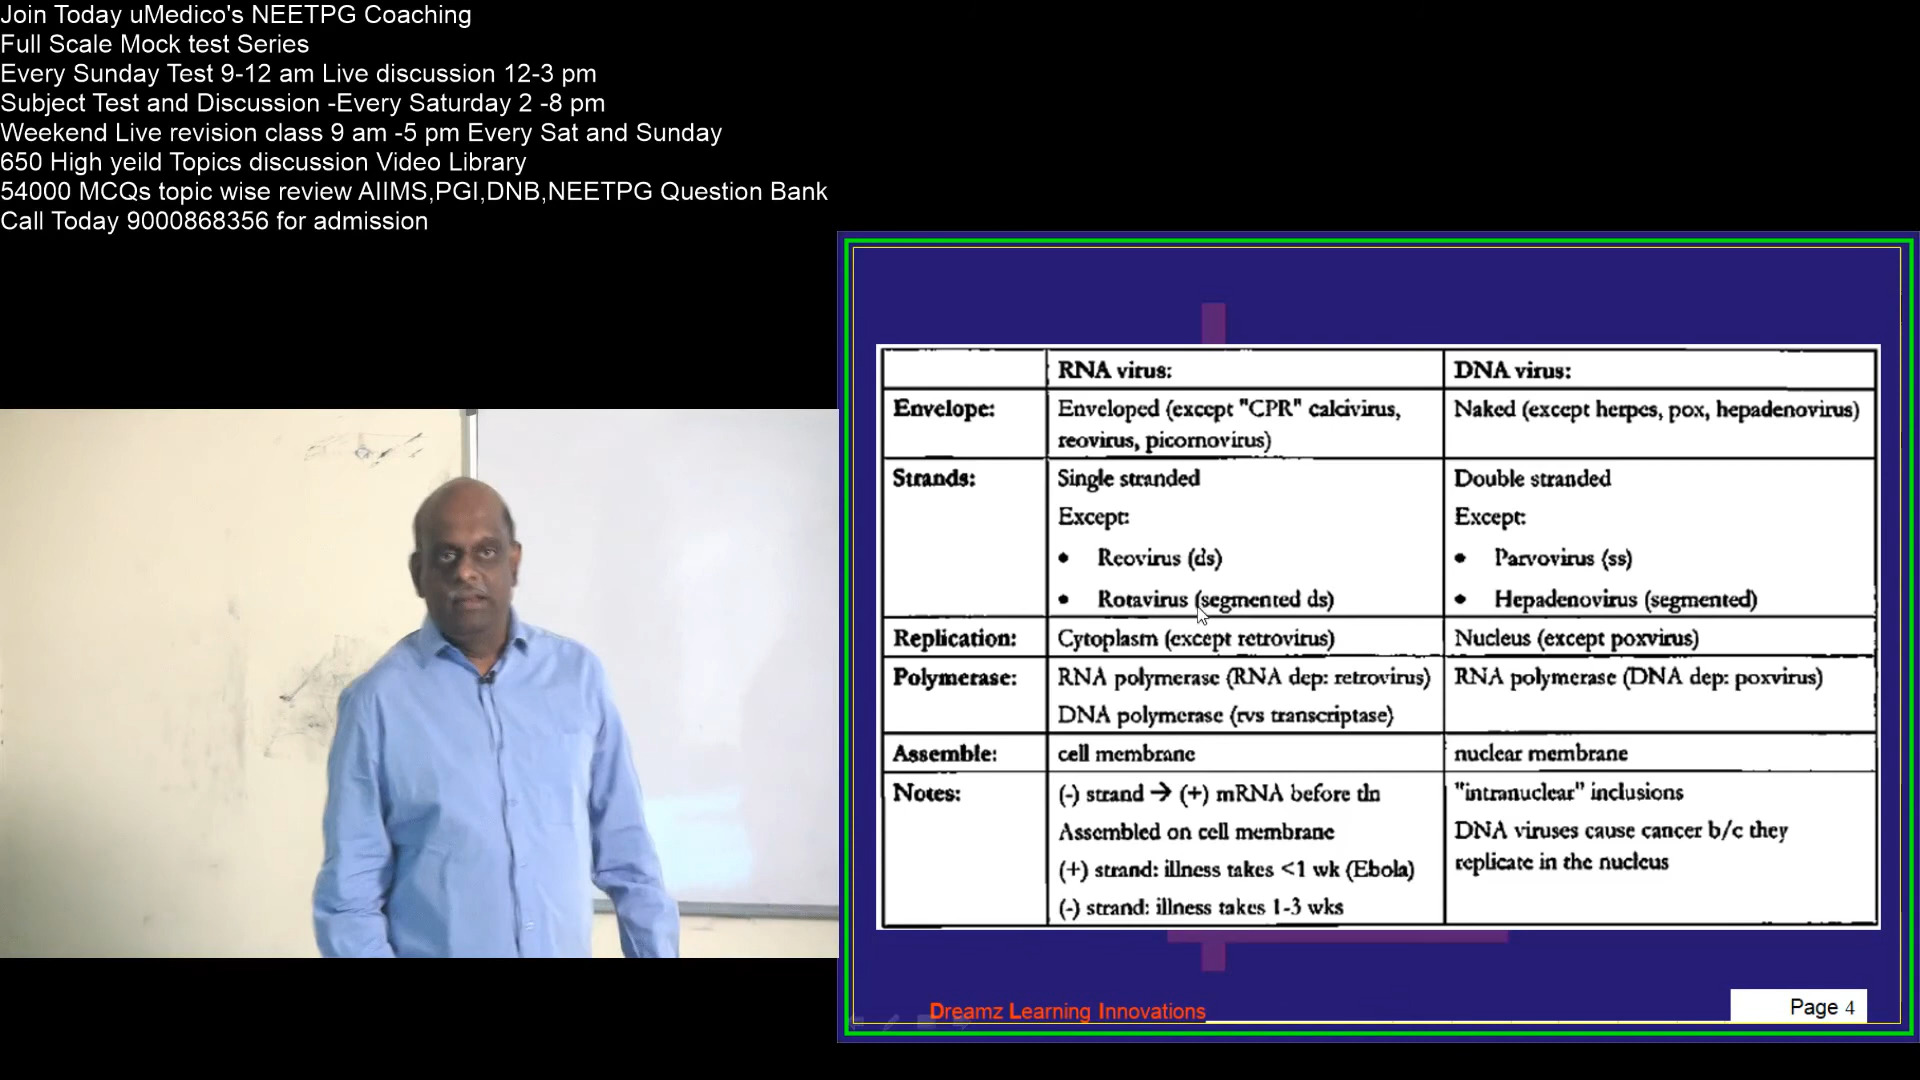 Join Today uMedico's NEETPG Coaching
Full Scale Mock test Series
Every Sunday Test 9-12 am Live discussion 12-3 pm
Subject Test and Discussion -Every Saturday 2 -8 pm
Weekend Live revision class 9 am -5 pm Every Sat and Sunday
650 High yeild Topics discussion Video Library
54000 MCQs topic wise review AIIMS,PGI,DNB,NEETPG Question Bank
Call Today 9000868356 for admission
RNA virus: DNA virus:
Envelope: Enveloped (except "CPR" calcivirus, Naked (except herpes, pox, hepadenovirus)
reovirus, picornovirus)
Strands: Single stranded Double stranded
Except: Except:
• Reovirus (ds) • Parvovirus (ss)
• Rotavirus (segmented ds) • Hepadenovirus (segmented)
Replication: Cytoplasm (except retrovirus) Nucleus (except poxvirus)
Polymerase: RNA polymerase (RNA dep: retrovirus) RNA polymerase (DNA dep: poxvirus)
DNA polymerase (rvs transcriptase)
Assemble: cell membrane nuclear membrane
Notes: (-) strand → (+) mRNA before "intranuclear" inclusions
Assembled on cell membrane DNA viruses cause cancer b/c they
(+) strand: illness takes <1 wk (Ebola) replicate in the nucleus
(-) strand: illness takes 1-3 wks
Dreamz Learning Innovations
Page 4